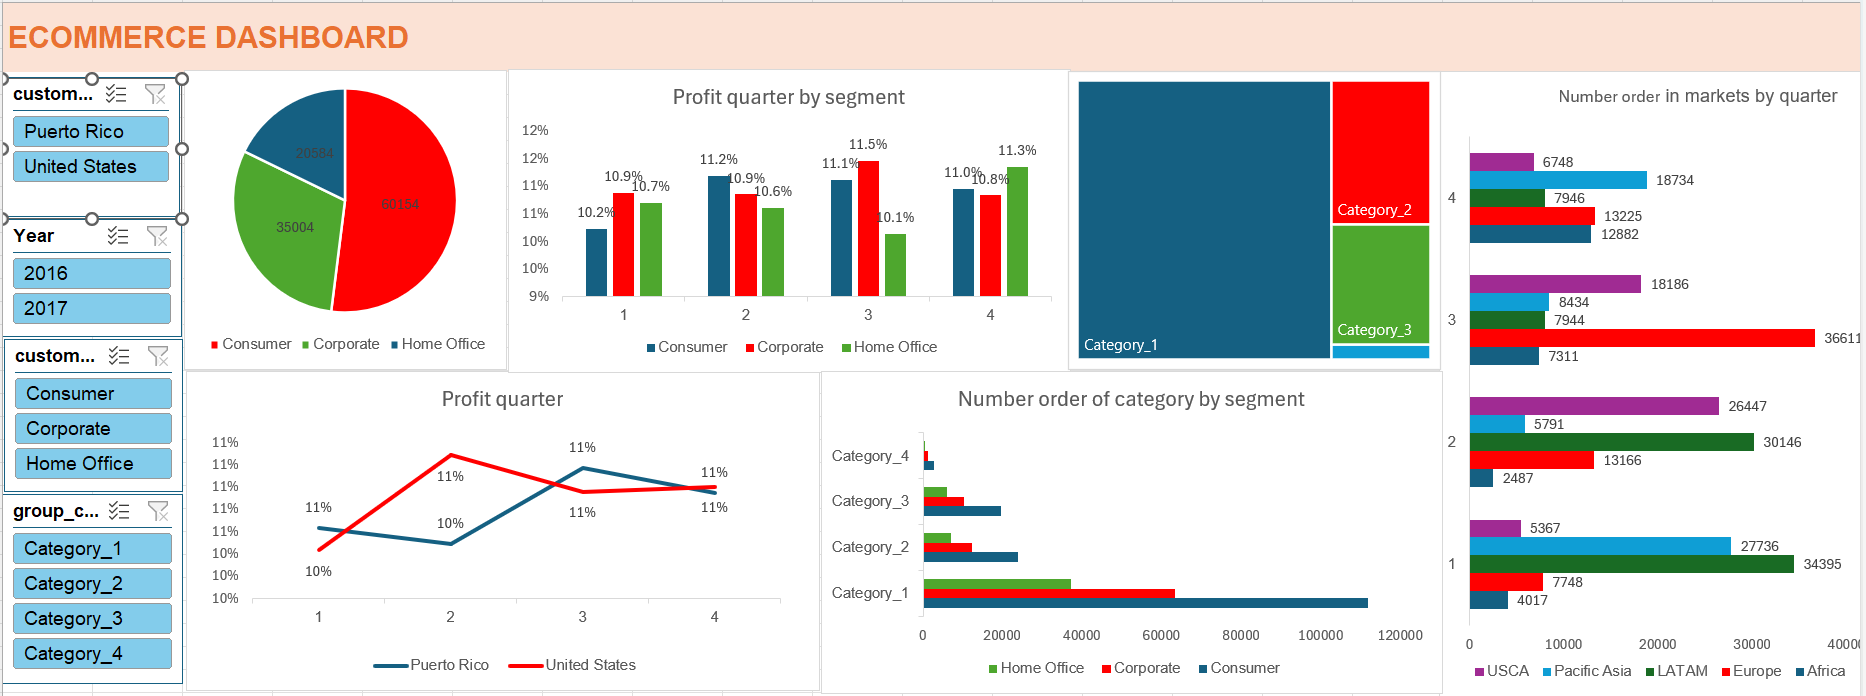 ECOMMERCE DASHBOARD
custom...
Puerto Rico
United States
Year
2016
2017
custom...
Consumer
Corporate
Home Office
group_c...
Category_1
Category_2
Category_3
Category_4
20584
60154
35004
Consumer Corporate Home Office
Profit quarter by segment
12%
12%
11%
11%
10%
10%
9%
10.2% 10.9% 10.7%
11.2% 10.9% 10.6%
11.1% 11.5% 10.1%
11.0% 10.8% 11.3%
1 2 3 4
Consumer Corporate Home Office
Category_1
Category_2
Category_3
Number order in markets by quarter
4
6748
18734
7946
13225
12882
3
18186
8434
7944
36611
7311
2
26447
5791
30146
13166
2487
1
5367
27736
34395
7748
4017
0 10000 20000 30000 4000
USCA Pacific Asia LATAM Europe Africa
Profit quarter
11%
11%
11%
11%
11%
10%
10%
10%
11% 10% 11% 11%
10% 11% 11% 11%
1 2 3 4
Puerto Rico United States
Number order of category by segment
Category_4
Category_3
Category_2
Category_1
0 20000 40000 60000 80000 100000 120000
Home Office Corporate Consumer